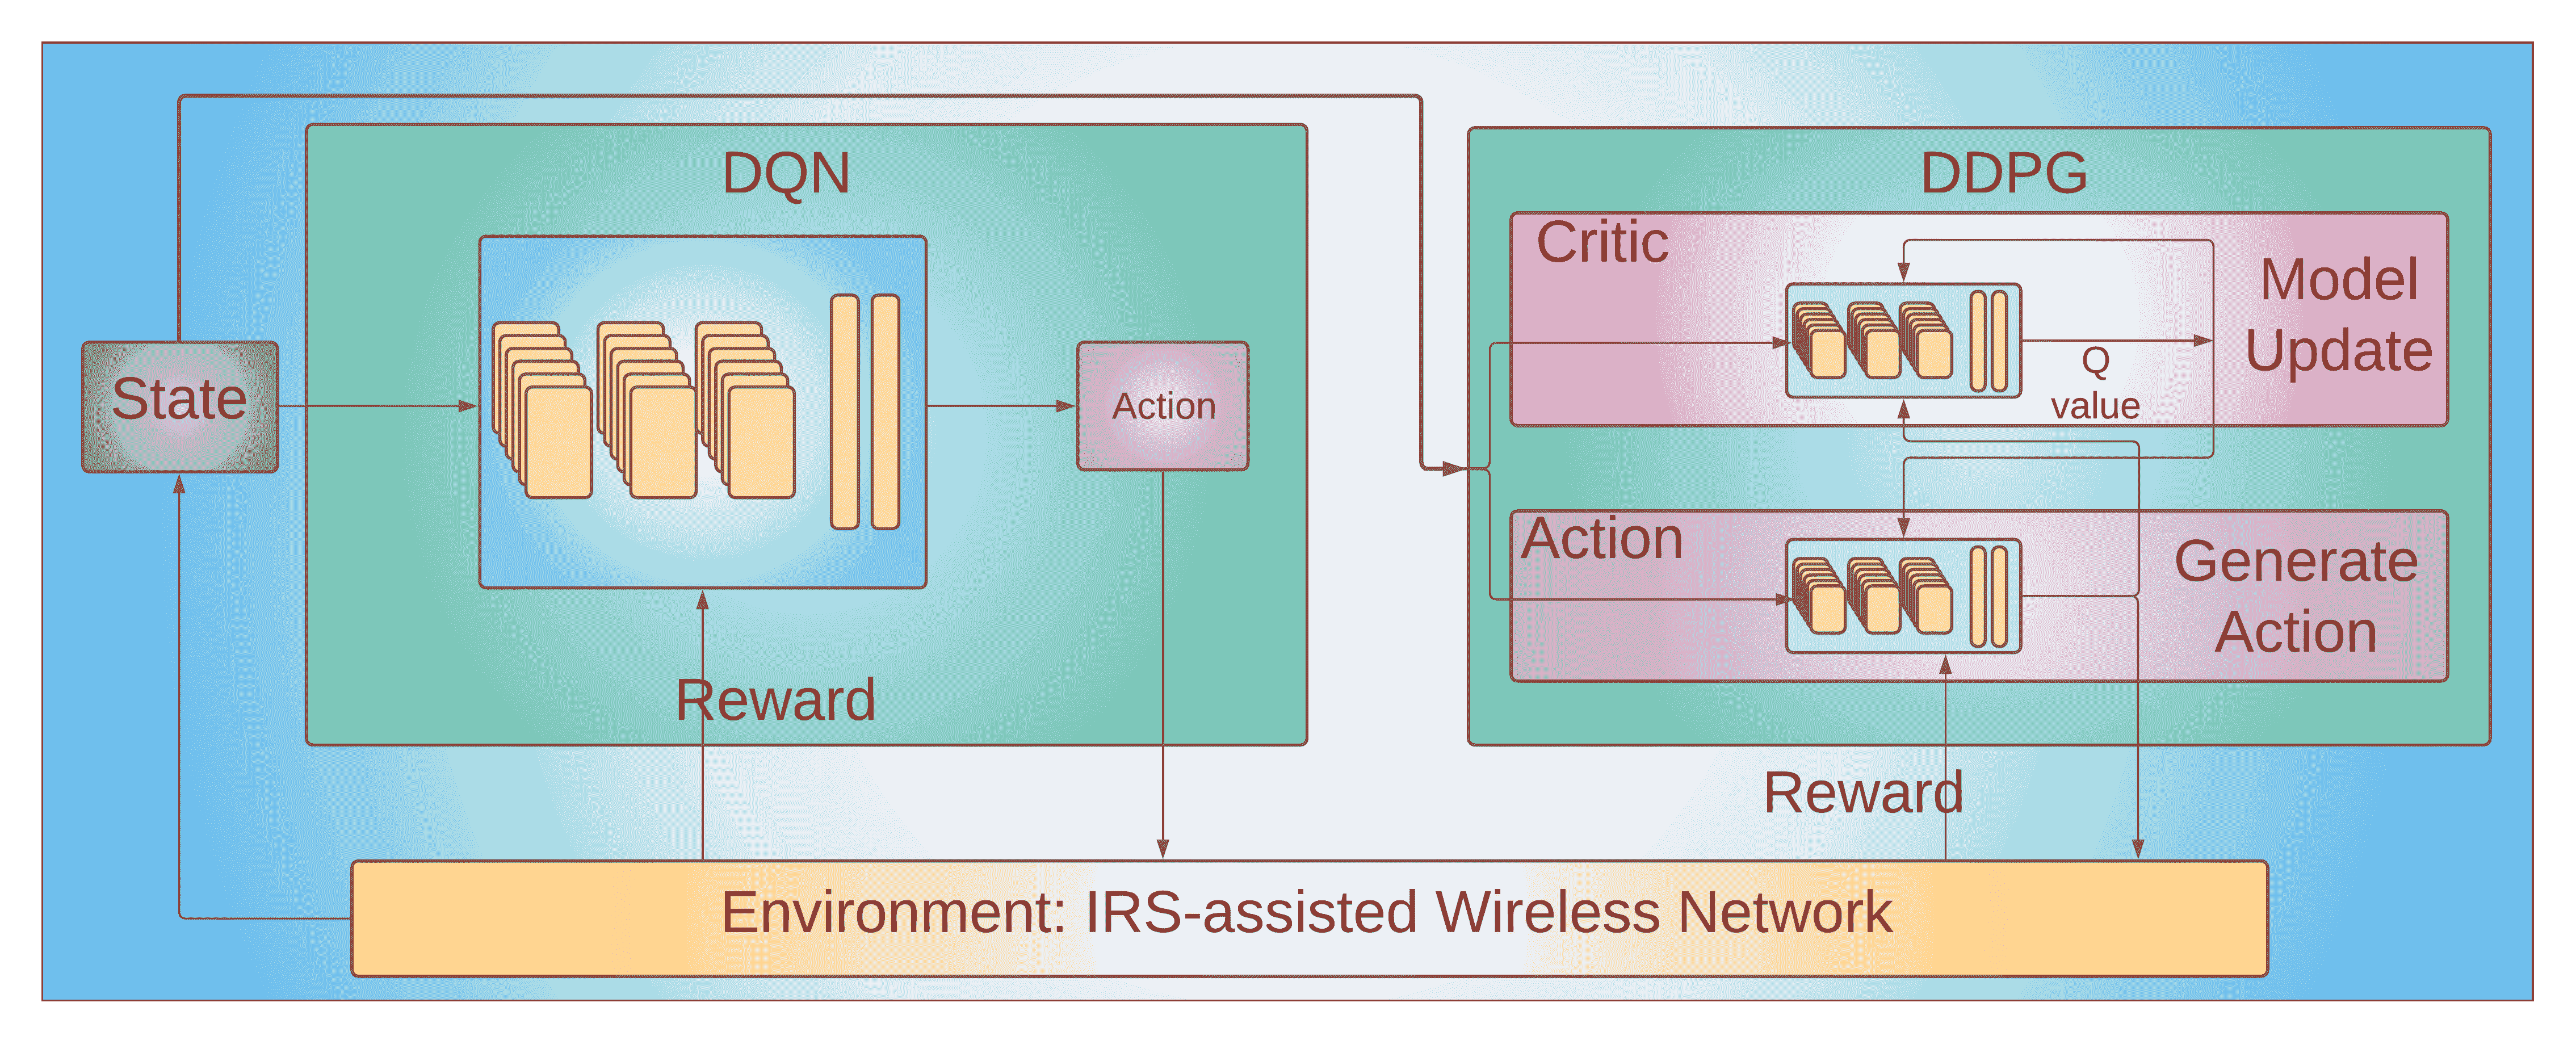 DQN
State
Action
Reward
DDPG
Critic
Model
Update
Q
value
Action
Generate
Action
Reward
Environment: IRS-assisted Wireless Network